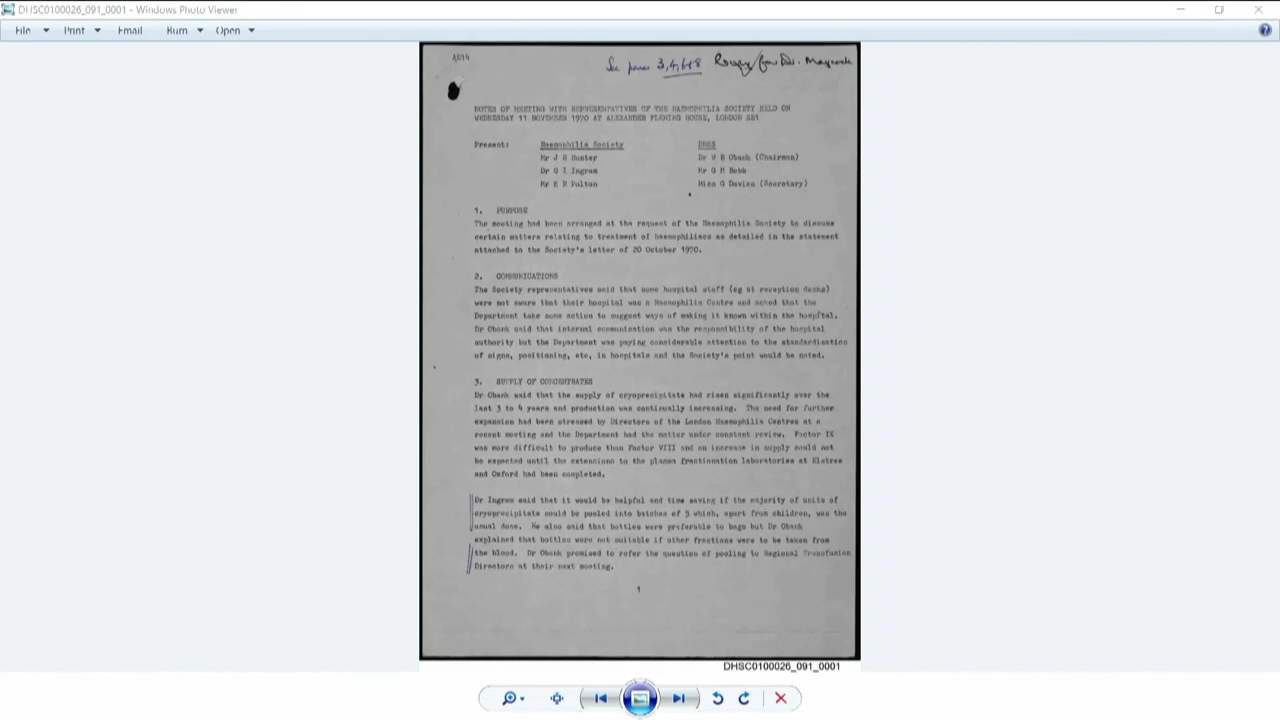 DHSC0100026_091_0001 - Windows Photo Viewer
File Print Email Burn Open
See paras 3,4,6+8 for Dr. Maycock
NOTES OF MEETING WITH REPRESENTATIVES OF THE HAEMOPHILIA SOCIETY HELD ON
WEDNESDAY 11 NOVEMBER 1970 AT ALEXANDER FLEMING HOUSE, LONDON SE1
Present: Haemophilia Society DHSS
Mr J H Hunter Dr W B Obank (Chairman)
Dr G I Ingram Mr G H Bebb
Mr K R Polton Miss G Davies (Secretary)
1. PURPOSE
The meeting had been arranged at the request of the Haemophilia Society to discuss
certain matters relating to treatment of haemophiliacs as detailed in the statement
attached to the Society's letter of 20 October 1970.
2. COMMUNICATIONS
The Society representatives said that some hospital staff (eg at reception desks)
were not aware that their hospital was a Haemophilia Centre and asked that the
Department take some action to suggest ways of making it known within the hospital.
Dr Obank said that internal communication was the responsibility of the hospital
authority but the Department was paying considerable attention to the standardisation
of signs, positioning, etc, in hospitals and the Society's point would be noted.
3. SUPPLY OF CONCENTRATES
Dr Obank said that the supply of cryoprecipitate had risen significantly over the
last 3 to 4 years and production was continually increasing. The need for further
expansion had been stressed by Directors of the London Haemophilia Centres at a
recent meeting and the Department had the matter under constant review. Factor IX
was more difficult to produce than Factor VIII and an increase in supply could not
be expected until the extensions to the plasma fractionation laboratories at Elstree
and Oxford had been completed.
Dr Ingram said that it would be helpful and time saving if the majority of units of
cryoprecipitate could be pooled into batches of 5 which, apart from children, was the
usual dose. He also said that bottles were preferable to bags but Dr Obank
explained that bottles were not suitable if other fractions were to be taken from
the blood. Dr Obank promised to refer the question of pooling to Regional Transfusion
Directors at their next meeting.
1
DHSC0100026_091_0001